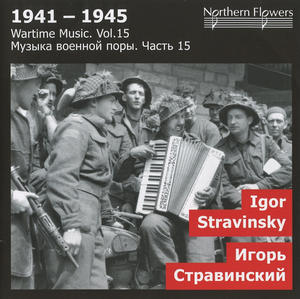 1941 – 1945
Wartime Music. Vol.15
Музыка военной поры. Часть 15
Northern Flowers
Igor
Stravinsky
Игорь
Стравинский